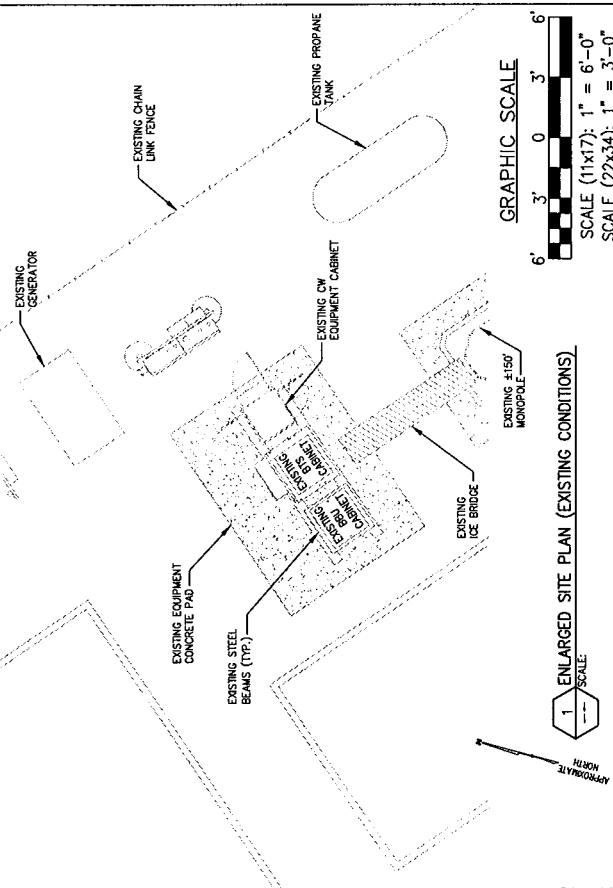 EXISTING
GENERATOR
EXISTING CHAIN
LINK FENCE
EXISTING PROPANE
TANK
EXISTING CW
EQUIPMENT CABINET
EXISTING EQUIPMENT
CONCRETE PAD
EXISTING
BTS
CABINET
EXISTING
BBU
CABINET
EXISTING STEEL
BEAMS (TYP.)
EXISTING
ICE BRIDGE
EXISTING ±150'
MONOPOLE
APPROXIMATE
NORTH
N
1
---
ENLARGED SITE PLAN (EXISTING CONDITIONS)
SCALE:
GRAPHIC SCALE
6' 3' 0 3' 6'
SCALE (11x17): 1" = 6'-0"
SCALE (22x34): 1" = 3'-0"